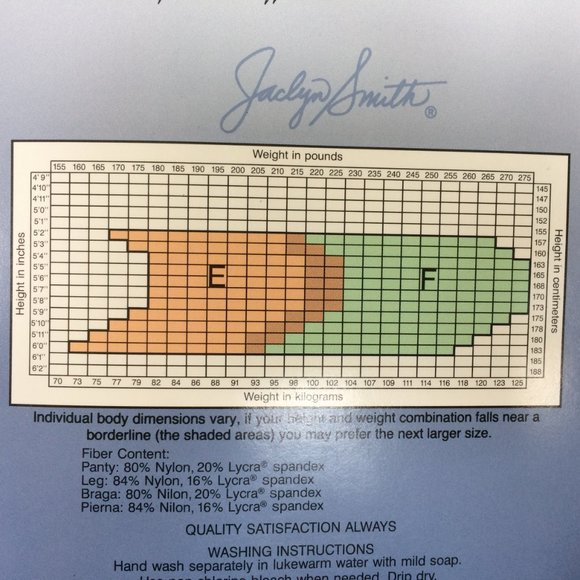 Jaclyn Smith®
Weight in pounds
155 160 165 170 175 180 185 190 195 200 205 210 215 220 225 230 235 240 245 250 255 260 265 270 275
4'9"
4'10" 145
4'11" 147
5'0" 150
5'1" 152
5'2" 155
5'3" 157
5'4" 160
5'5" 163
5'6" 165
5'7" 168
5'8" 170
5'9" 173
5'10" 175
5'11" 180
6'0" 183
6'1" 185
6'2" 188
Height in inches
Height in centimeters
E
F
70 73 75 77 79 82 84 86 88 91 93 95 98 100 102 104 107 109 111 114 116 118 120 123 125
Weight in kilograms
Individual body dimensions vary, if your height and weight combination falls near a
borderline (the shaded areas) you may prefer the next larger size.
Fiber Content:
Panty: 80% Nylon, 20% Lycra® spandex
Leg: 84% Nylon, 16% Lycra® spandex
Braga: 80% Nilon, 20% Lycra® spandex
Pierna: 84% Nilon, 16% Lycra® spandex
QUALITY SATISFACTION ALWAYS
WASHING INSTRUCTIONS
Hand wash separately in lukewarm water with mild soap.
Use non-chlorine bleach when needed. Drip dry.